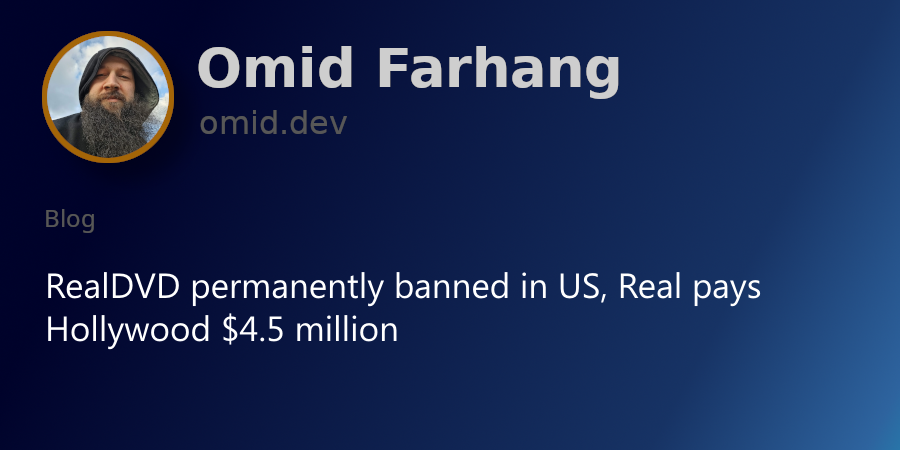 Omid Farhang
omid.dev
Blog
RealDVD permanently banned in US, Real pays
Hollywood $4.5 million